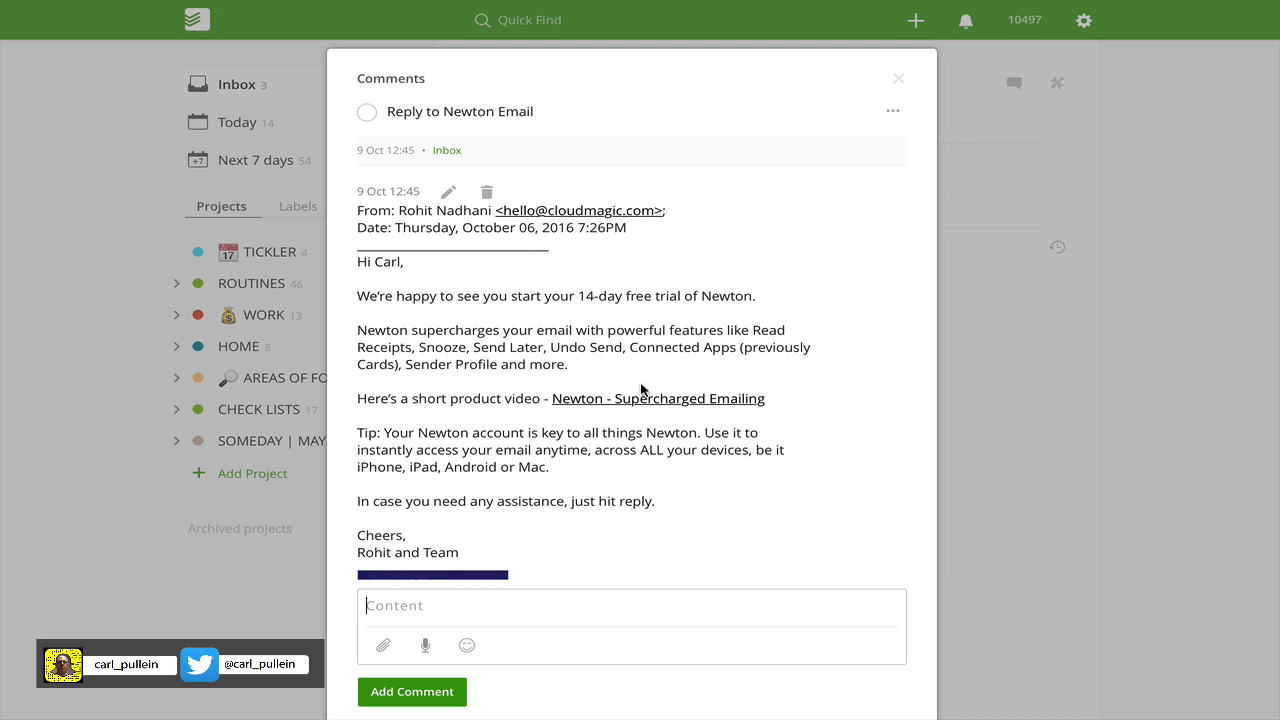 Quick Find
10497
Inbox 3
Today 14
+7
Next 7 days 54
Projects
Labels
17
TICKLER 4
ROUTINES 46
WORK 13
HOME 8
AREAS OF FO
CHECK LISTS 17
SOMEDAY | MAY
Add Project
Archived projects
Comments
Reply to Newton Email
9 Oct 12:45 • Inbox
9 Oct 12:45
From: Rohit Nadhani <hello@cloudmagic.com>;
Date: Thursday, October 06, 2016 7:26PM
Hi Carl,
We're happy to see you start your 14-day free trial of Newton.
Newton supercharges your email with powerful features like Read
Receipts, Snooze, Send Later, Undo Send, Connected Apps (previously
Cards), Sender Profile and more.
Here's a short product video - Newton - Supercharged Emailing
Tip: Your Newton account is key to all things Newton. Use it to
instantly access your email anytime, across ALL your devices, be it
iPhone, iPad, Android or Mac.
In case you need any assistance, just hit reply.
Cheers,
Rohit and Team
Content
Add Comment
carl_pullein
@carl_pullein